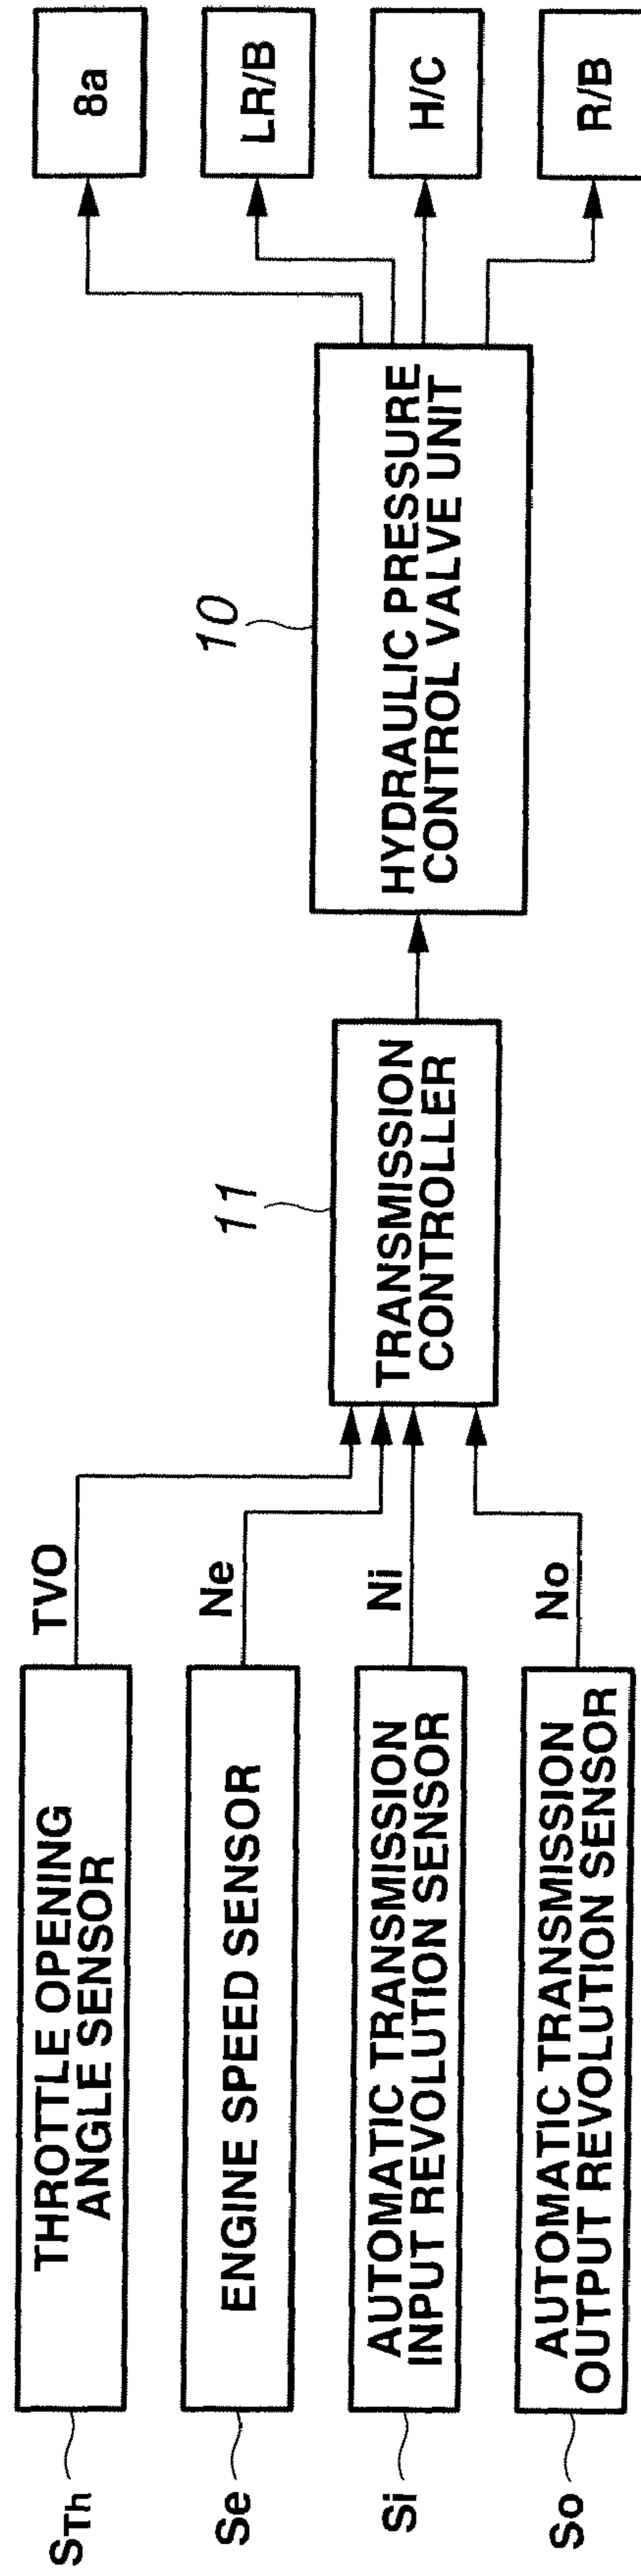 STh
THROTTLE OPENING
ANGLE SENSOR
TVO
Se
ENGINE SPEED SENSOR
Ne
Si
AUTOMATIC TRANSMISSION
INPUT REVOLUTION SENSOR
Ni
So
AUTOMATIC TRANSMISSION
OUTPUT REVOLUTION SENSOR
No
11
TRANSMISSION
CONTROLLER
10
HYDRAULIC PRESSURE
CONTROL VALVE UNIT
8a
LR/B
H/C
R/B